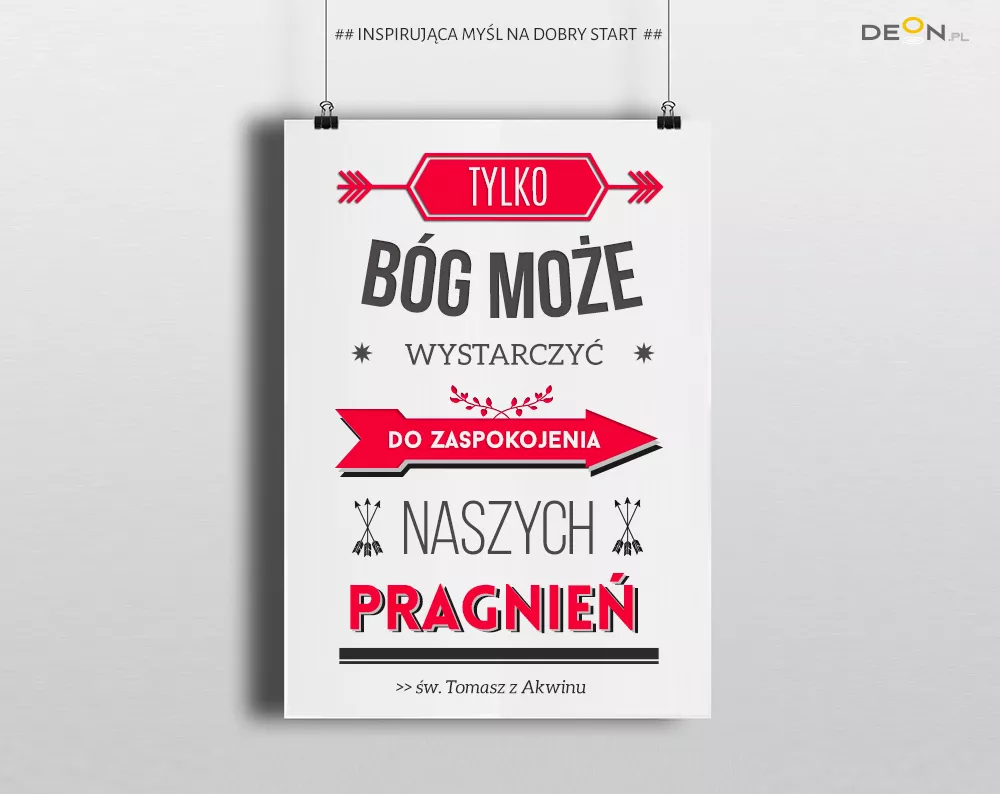 ## INSPIRUJĄCA MYŚL NA DOBRY START ##
DEON.PL
TYLKO
BÓG MOŻE
WYSTARCZYĆ
DO ZASPOKOJENIA
NASZYCH
PRAGNIEŃ
>> św. Tomasz z Akwinu